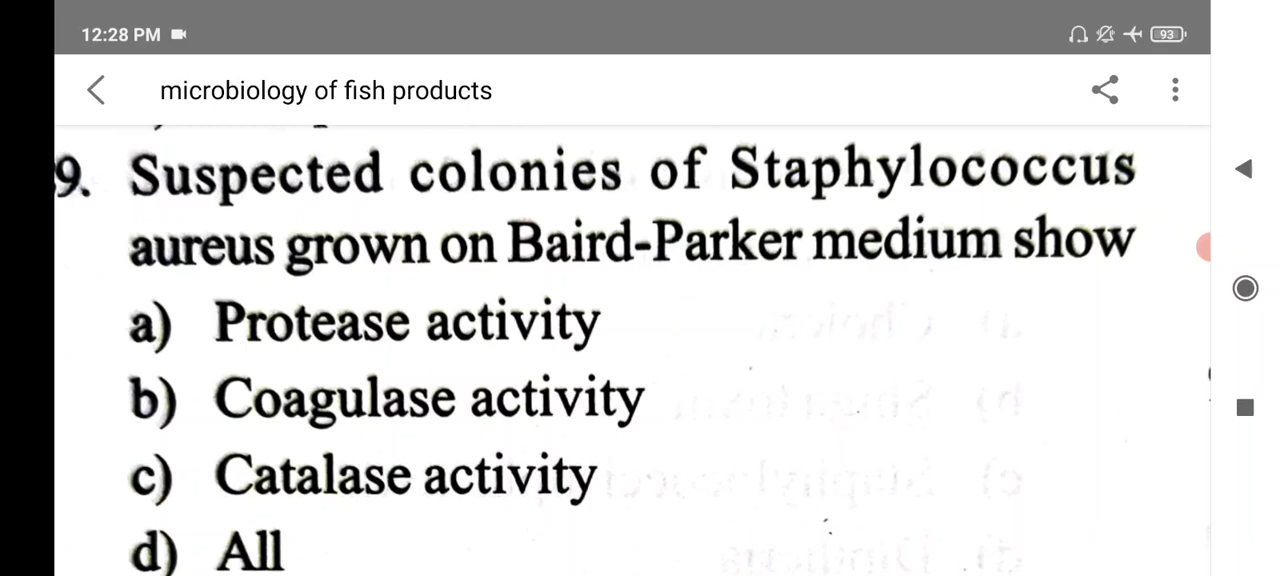 12:28 PM
93
microbiology of fish products
9. Suspected colonies of Staphylococcus
aureus grown on Baird-Parker medium show
a) Protease activity
b) Coagulase activity
c) Catalase activity
d) All